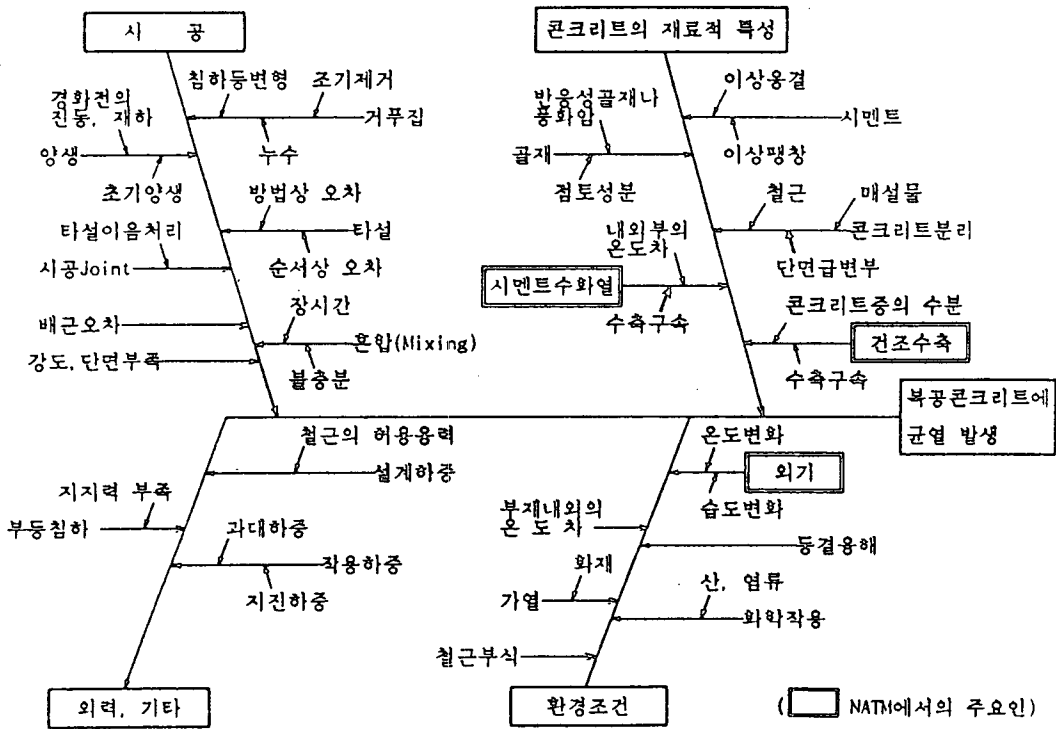 시 공
콘크리트의 재료적 특성
침하등변형
조기제거
경화전의
진동, 재하
거푸집
양생
누수
초기양생
방법상 오차
타설이음처리
타설
시공Joint
순서상 오차
장시간
배근오차
혼합(Mixing)
강도, 단면부족
불충분
이상응결
반응성골재나
풍화암
시멘트
골재
이상팽창
점토성분
철근
매설물
내외부의
온도차
콘크리트분리
단면급변부
시멘트수화열
수축구속
콘크리트중의 수분
건조수축
수축구속
복공콘크리트에
균열 발생
철근의 허용응력
설계하중
지지력 부족
부등침하
과대하중
작용하중
지진하중
외력, 기타
온도변화
외기
습도변화
부재내외의
온 도 차
동결융해
화재
가열
산, 염류
화학작용
철근부식
환경조건
( NATM에서의 주요인)